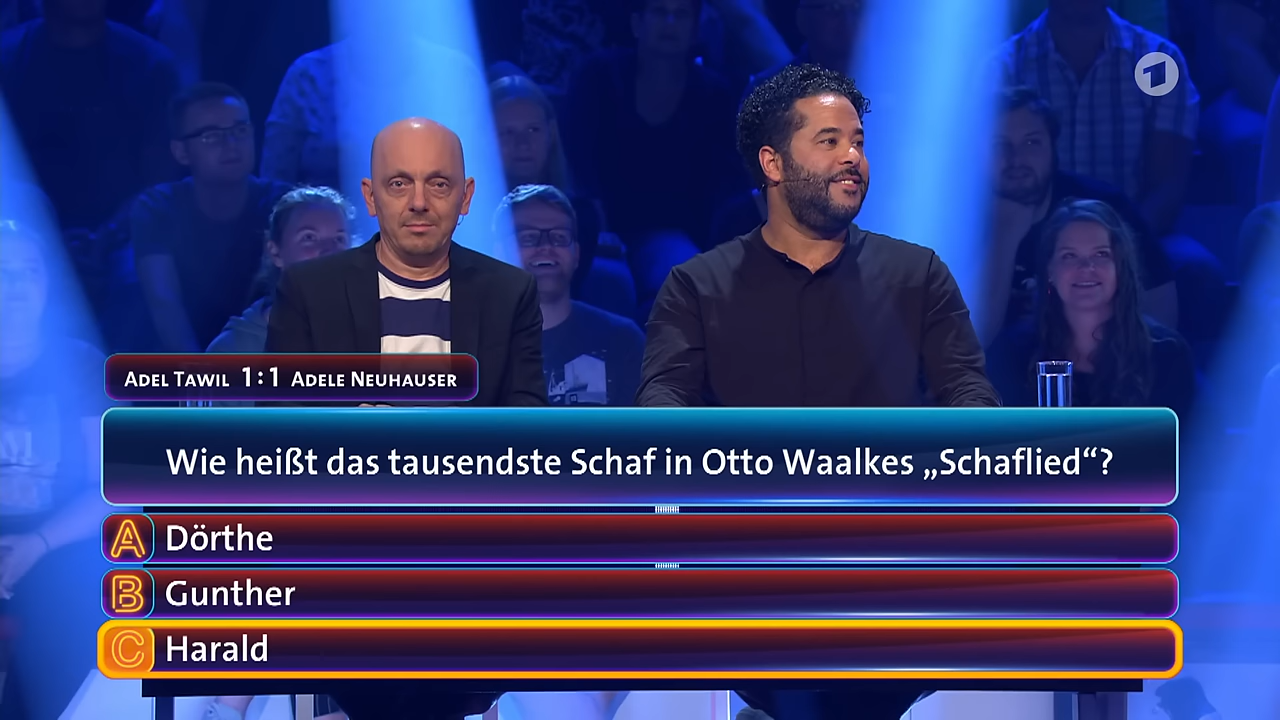 Adel Tawil 1:1 Adele Neuhauser
Wie heißt das tausendste Schaf in Otto Waalkes „Schaflied“?
A Dörthe
B Gunther
C Harald